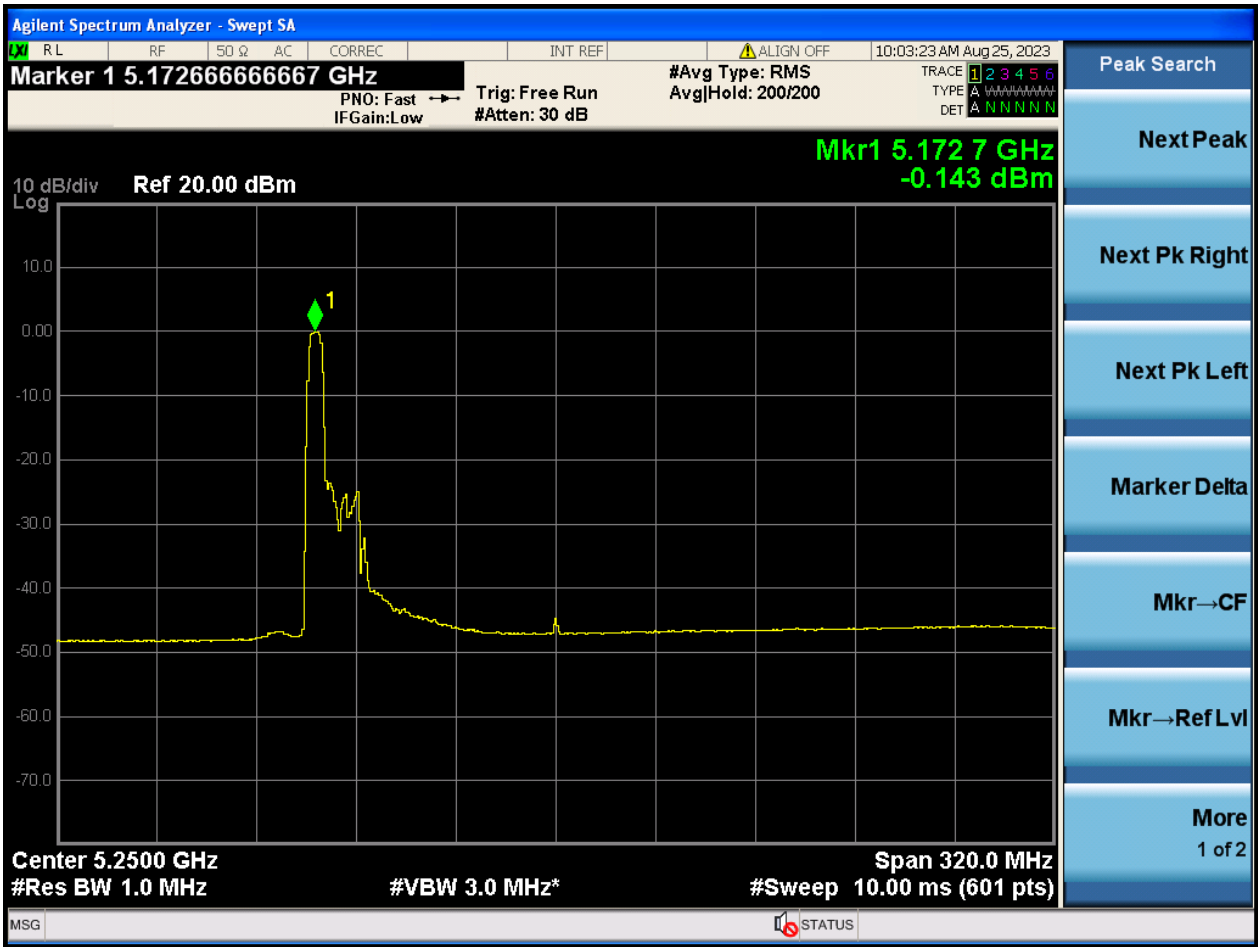 Agilent Spectrum Analyzer - Swept SA
LXI RL RF 50 Ω AC CORREC INT REF ALIGN OFF 10:03:23 AM Aug 25, 2023
Marker 1 5.172666666667 GHz
PNO: Fast
IFGain:Low
Trig: Free Run
#Atten: 30 dB
#Avg Type: RMS
Avg|Hold: 200/200
TRACE 1 2 3 4 5 6
TYPE A WWWWW
DET A N N N N N
Mkr1 5.172 7 GHz
-0.143 dBm
10 dB/div Ref 20.00 dBm
Log
10.0
1
0.00
-10.0
-20.0
-30.0
-40.0
-50.0
-60.0
-70.0
Center 5.2500 GHz Span 320.0 MHz
#Res BW 1.0 MHz #VBW 3.0 MHz* #Sweep 10.00 ms (601 pts)
Peak Search
Next Peak
Next Pk Right
Next Pk Left
Marker Delta
Mkr→CF
Mkr→Ref Lvl
More
1 of 2
MSG STATUS